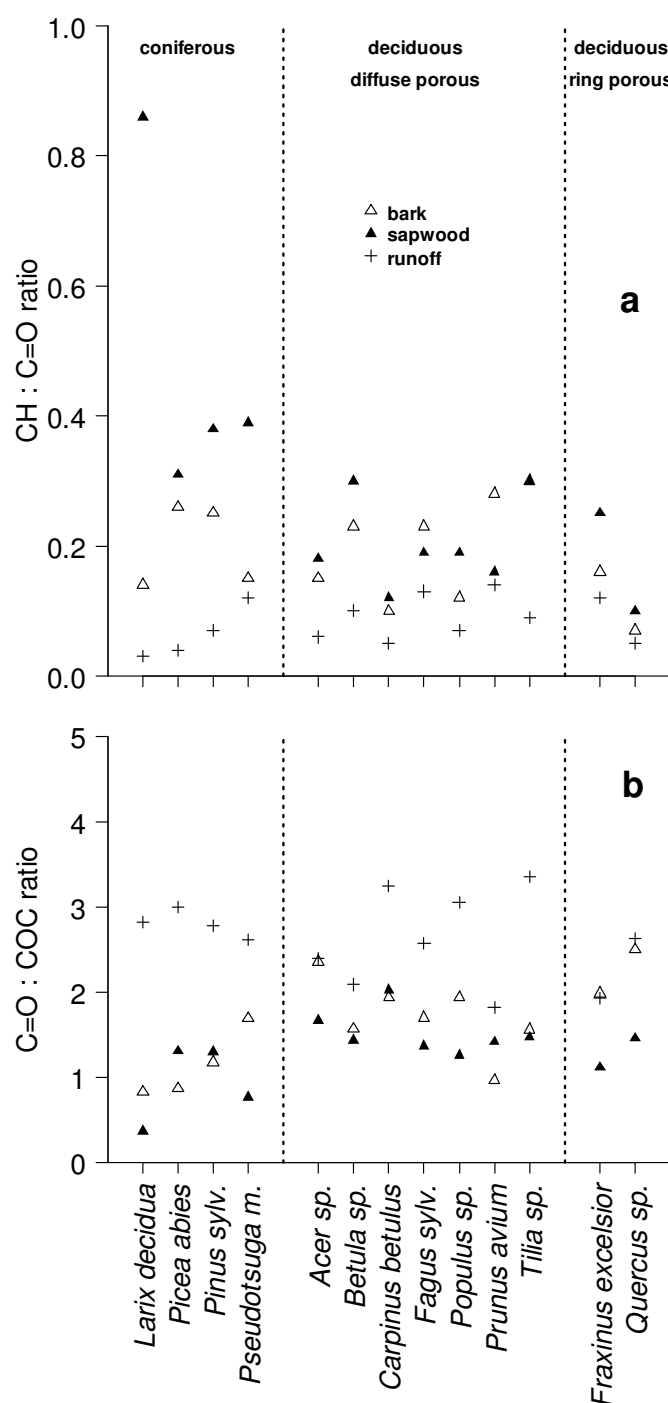 1.0
coniferous
deciduous
deciduous
diffuse porous
ring porous
0.8
bark
sapwood
runoff
0.6
a
CH : C=O ratio
0.4
0.2
0.0
5
b
4
3
C=O : COC ratio
2
1
0
Larix decidua
Picea abies
Pinus sylv.
Pseudotsuga m.
Acer sp.
Betula sp.
Carpinus betulus
Fagus sylv.
Populus sp.
Prunus avium
Tilia sp.
Fraxinus excelsior
Quercus sp.